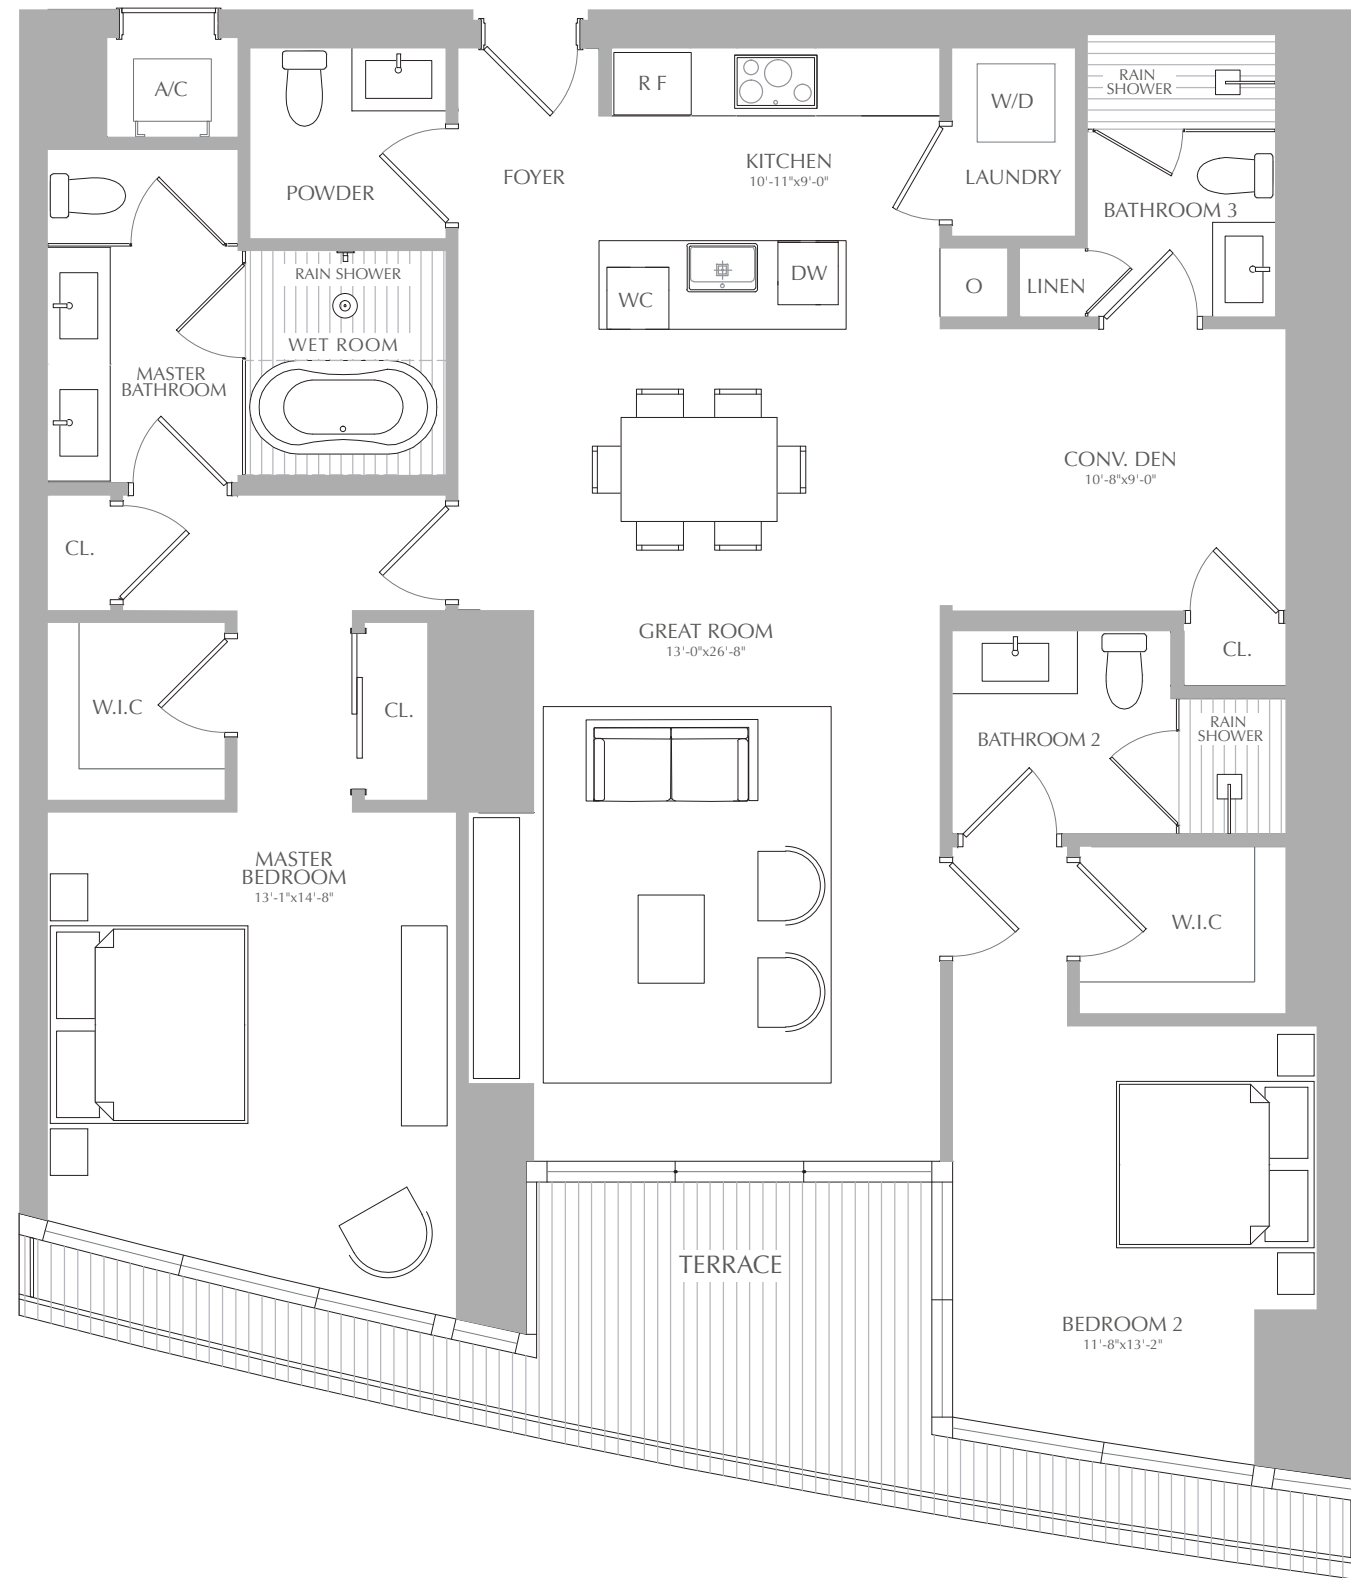 A/C
R F
W/D
RAIN
SHOWER
POWDER
FOYER
KITCHEN
10'-11"x9'-0"
LAUNDRY
BATHROOM 3
RAIN SHOWER
WET ROOM
WC
DW
O
LINEN
MASTER
BATHROOM
CONV. DEN
10'-8"x9'-0"
CL.
GREAT ROOM
13'-0"x26'-8"
CL.
W.I.C
CL.
BATHROOM 2
RAIN
SHOWER
MASTER
BEDROOM
13'-1"x14'-8"
W.I.C
TERRACE
BEDROOM 2
11'-8"x13'-2"